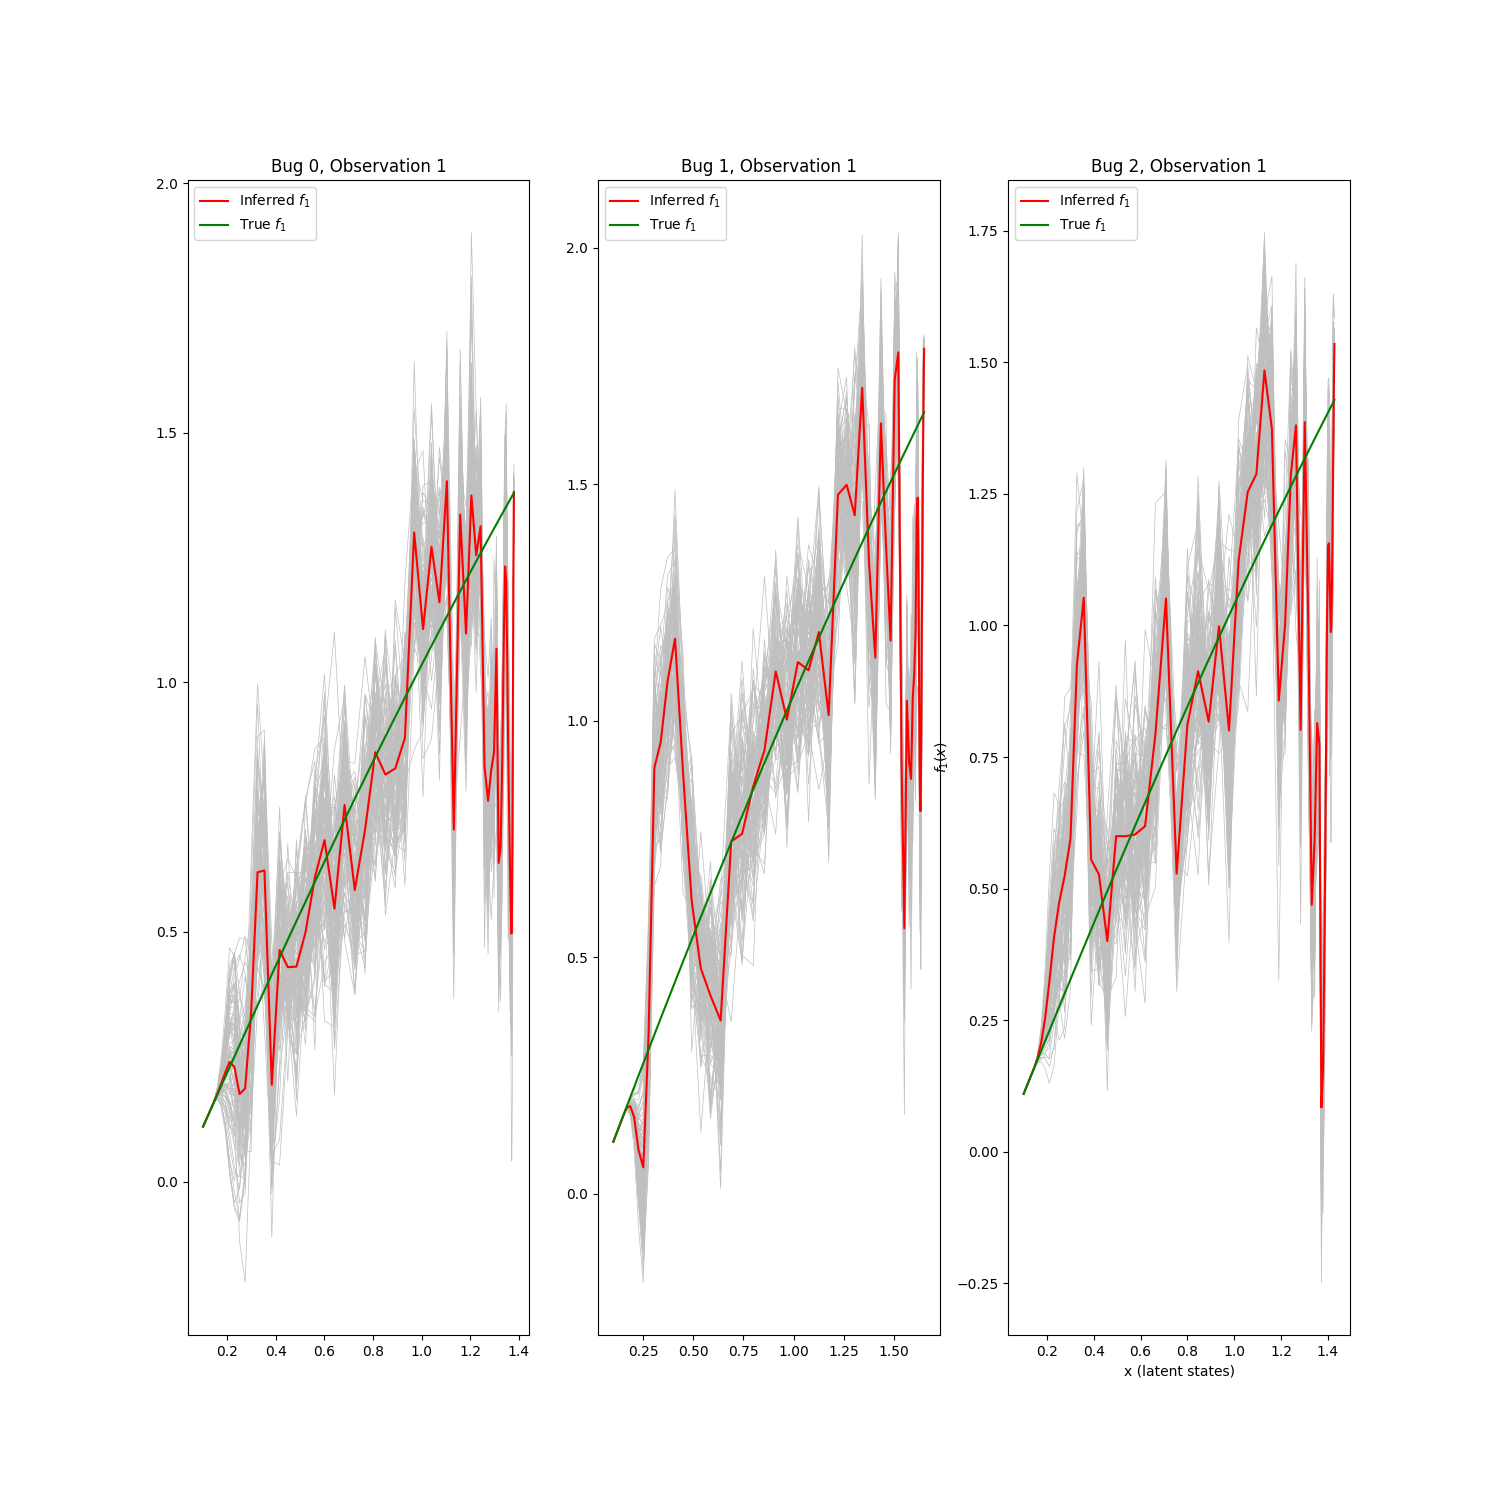 Bug 0, Observation 1
Inferred f₁
True f₁
2.0
1.5
1.0
0.5
0.0
0.2 0.4 0.6 0.8 1.0 1.2 1.4
Bug 1, Observation 1
Inferred f₁
True f₁
2.0
1.5
1.0
0.5
0.0
0.25 0.50 0.75 1.00 1.25 1.50
Bug 2, Observation 1
Inferred f₁
True f₁
f₁(x)
1.75
1.50
1.25
1.00
0.75
0.50
0.25
0.00
−0.25
0.2 0.4 0.6 0.8 1.0 1.2 1.4
x (latent states)